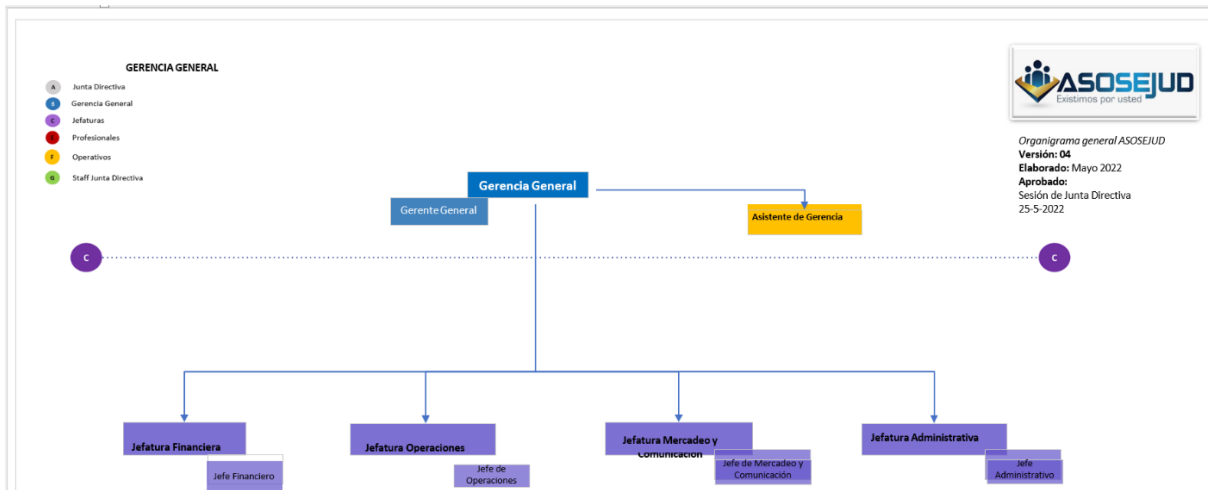 GERENCIA GENERAL
A Junta Directiva
B Gerencia General
C Jefaturas
Profesionales
F Operativos
G Staff Junta Directiva
ASOSEJUD
Existimos por usted
Organigrama general ASOSEJUD
Versión: 04
Elaborado: Mayo 2022
Aprobado:
Sesión de Junta Directiva
25-5-2022
Gerencia General
Gerente General
Asistente de Gerencia
C
C
Jefatura Financiera
Jefe Financiero
Jefatura Operaciones
Jefe de
Operaciones
Jefatura Mercadeo y
Comunicación
Jefe de Mercadeo y
Comunicación
Jefatura Administrativa
Jefe
Administrativo